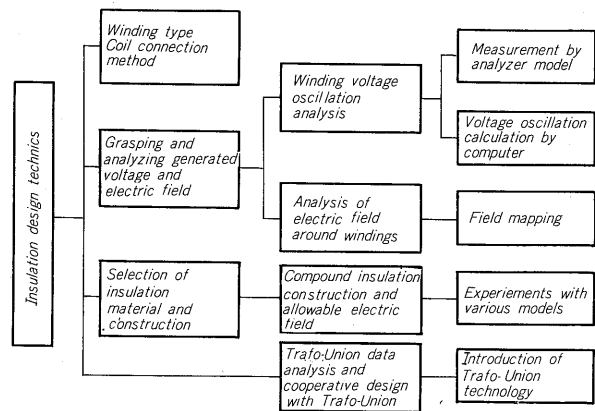 Insulation design technics
Winding type
Coil connection
method
Grasping and
analyzing generated
voltage and
electric field
Selection of
insulation
material and
construction
Winding voltage
oscillation
analysis
Analysis of
electric field
around windings
Compound insulation
construction and
allowable electric
field
Trafo-Union data
analysis and
cooperative design
with Trafo-Union
Measurement by
analyzer model
Voltage oscillation
calculation by
computer
Field mapping
Experiements with
various models
Introduction of
Trafo-Union
technology